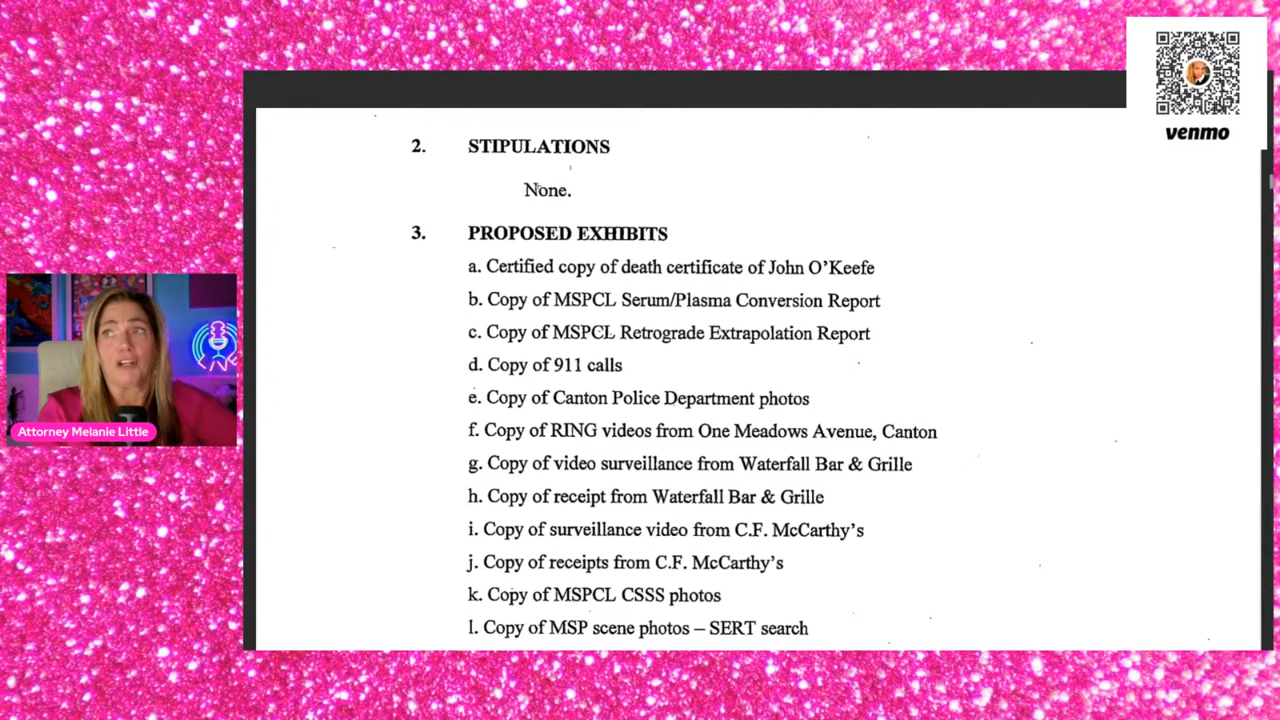 venmo
2. STIPULATIONS
None.
3. PROPOSED EXHIBITS
a. Certified copy of death certificate of John O'Keefe
b. Copy of MSPCL Serum/Plasma Conversion Report
c. Copy of MSPCL Retrograde Extrapolation Report
d. Copy of 911 calls
e. Copy of Canton Police Department photos
f. Copy of RING videos from One Meadows Avenue, Canton
g. Copy of video surveillance from Waterfall Bar & Grille
h. Copy of receipt from Waterfall Bar & Grille
i. Copy of surveillance video from C.F. McCarthy's
j. Copy of receipts from C.F. McCarthy's
k. Copy of MSPCL CSSS photos
l. Copy of MSP scene photos – SERT search
Attorney Melanie Little